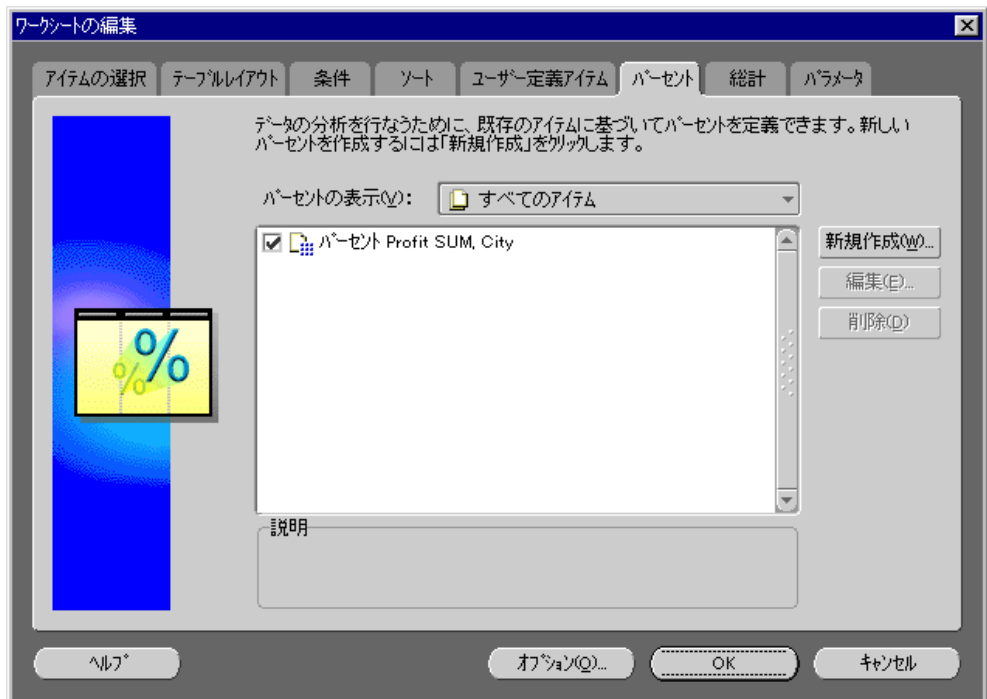 ワークシートの編集
アイテムの選択 テーブルレイアウト 条件 ソート ユーザー定義アイテム パーセント 総計 パラメータ
データの分析を行なうために、既存のアイテムに基づいてパーセントを定義できます。新しい
パーセントを作成するには「新規作成」をクリックします。
パーセントの表示(V): すべてのアイテム
パーセント Profit SUM, City
新規作成(W)...
編集(E)...
削除(D)
%
%
説明
ヘルプ オプション(O)... OK キャンセル